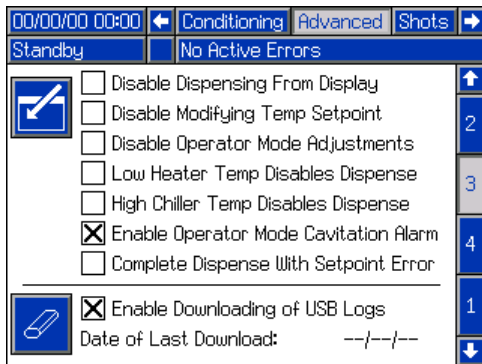 00/00/00 00:00 Conditioning Advanced Shots
Standby No Active Errors
Disable Dispensing From Display
Disable Modifying Temp Setpoint
Disable Operator Mode Adjustments
Low Heater Temp Disables Dispense
High Chiller Temp Disables Dispense
Enable Operator Mode Cavitation Alarm
Complete Dispense With Setpoint Error
Enable Downloading of USB Logs
Date of Last Download: --/--/--
2
3
4
1